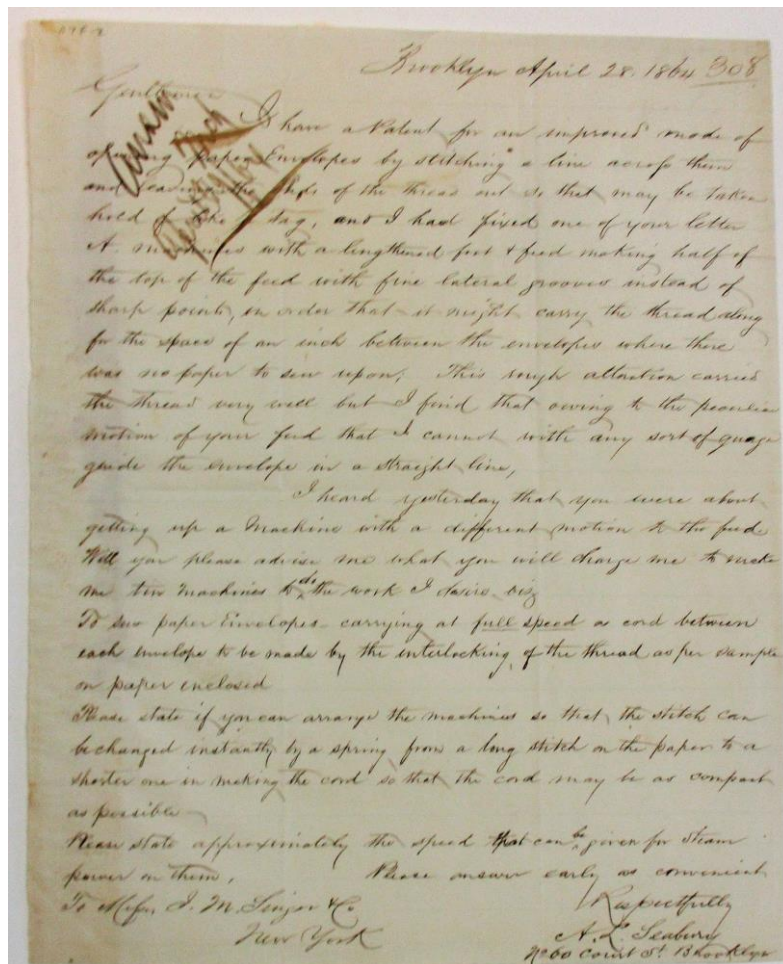 Brooklyn April 28. 1864 308
Gentlemen
I have a Patent for an improved mode of
opening paper Envelopes by stitching a line across them
and leaving the ends of the thread out so that may be taken
hold of like a tag, and I had fixed one of your letter
A. machines with a lengthened foot & feed making half of
the top of the feed with fine lateral grooves instead of
sharp points, in order that it might carry the thread along
for the space of an inch between the envelopes where there
was no paper to sew upon; This rough attaction carried
the thread very well but I find that owing to the peculiar
motion of your feed that I cannot with any sort of guage
guide the envelope in a straight line,
I heard yesterday that you were about
getting up a Machine with a different motion to the feed
Will you please advise me what you will charge me to make
me ten Machines to do the work I desire viz
To sew paper Envelopes carrying at full speed a cord between
each envelope to be made by the interlocking of the thread as per sample
on paper enclosed
Please state if you can arrange the machines so that the stitch can
be changed instantly by a spring from a long stitch on the paper to a
shorter one in making the cord so that the cord may be as compact
as possible
Please state approximately the speed that can be given for Steam
power on them, Please answer early as convenient
To Messrs I. M. Singer & Co Respectfully
New York A. L. Seabury
No 60 Court St. Brooklyn